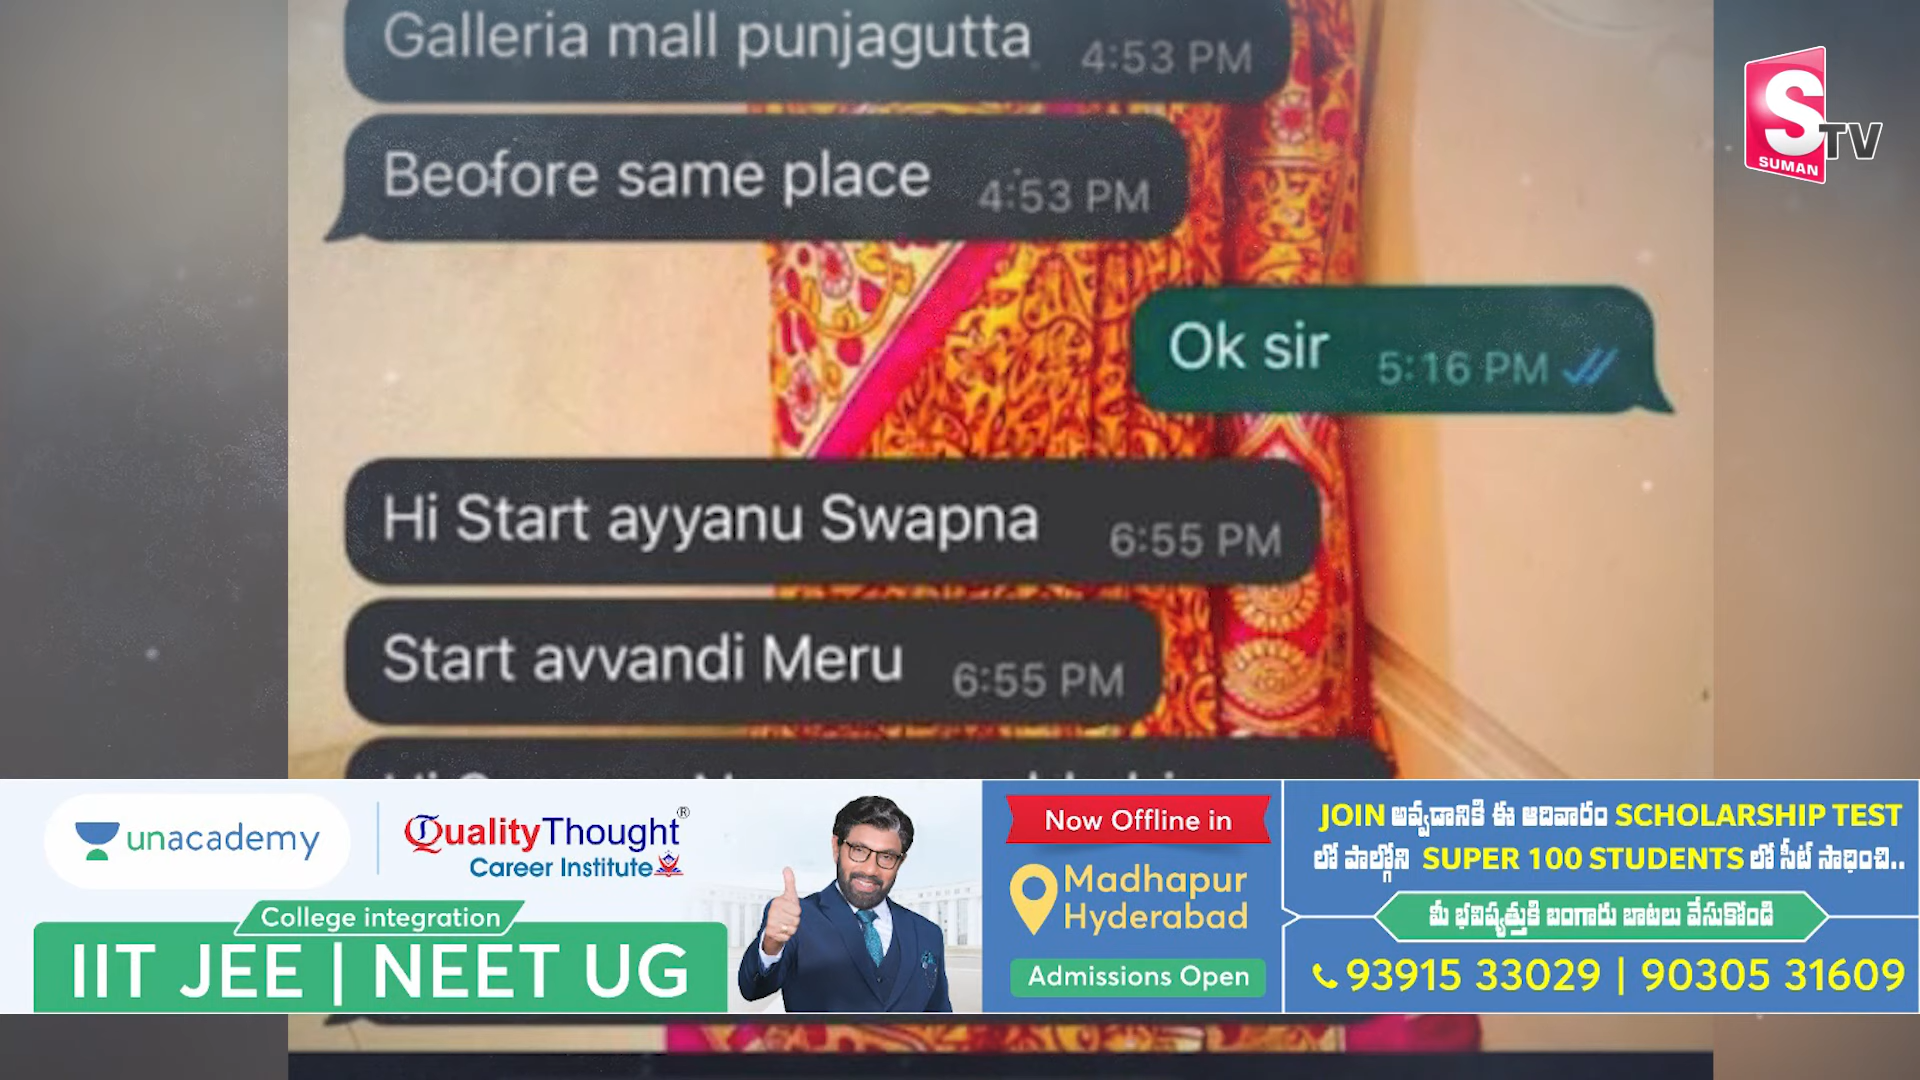 Galleria mall punjagutta 4:53 PM
Beofore same place 4:53 PM
Ok sir 5:16 PM
Hi Start ayyanu Swapna 6:55 PM
Start avvandi Meru 6:55 PM
S TV
SUMAN
unacademy
QualityThought®
Career Institute
College integration
IIT JEE | NEET UG
Now Offline in
Madhapur
Hyderabad
Admissions Open
JOIN అవ్వడానికి ఈ ఆదివారం SCHOLARSHIP TEST
లో పాల్గోని SUPER 100 STUDENTS లో సీట్ సాధించి..
మీ భవిష్యత్తుకి బంగారు బాటలు వేసుకోండి
93915 33029 | 90305 31609